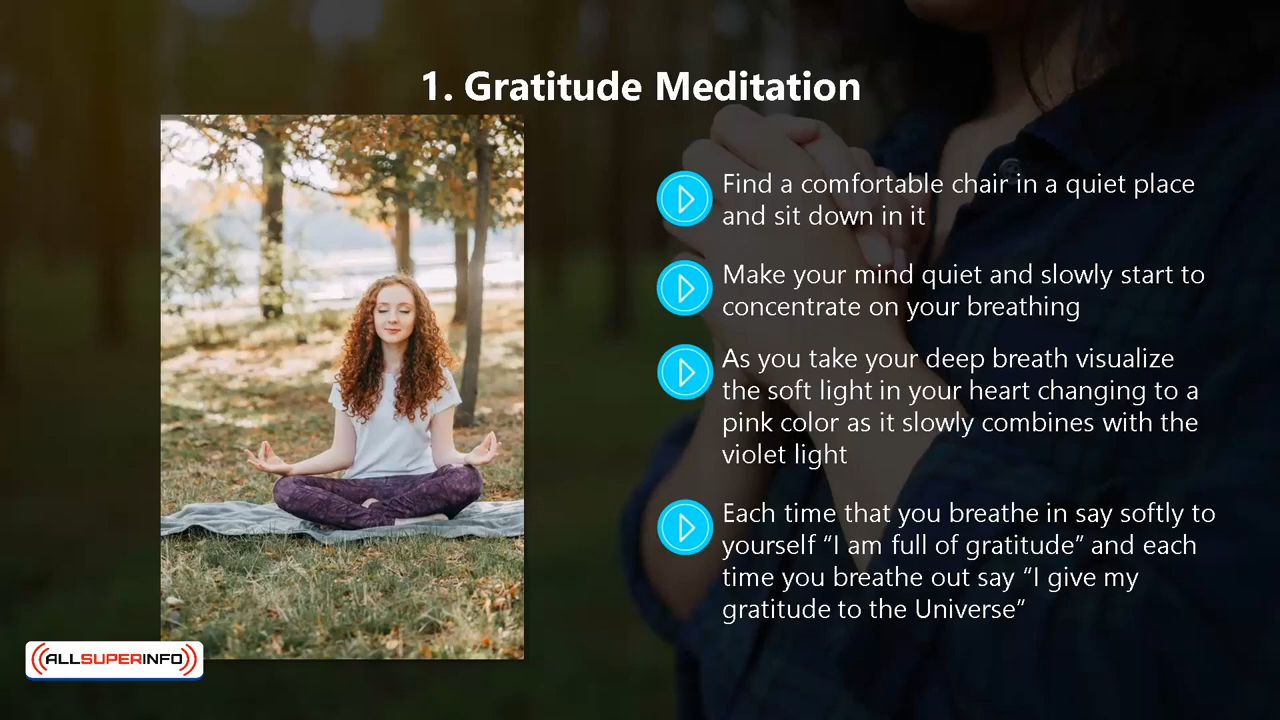 1. Gratitude Meditation
Find a comfortable chair in a quiet place
and sit down in it
Make your mind quiet and slowly start to
concentrate on your breathing
As you take your deep breath visualize
the soft light in your heart changing to a
pink color as it slowly combines with the
violet light
Each time that you breathe in say softly to
yourself “I am full of gratitude” and each
time you breathe out say “I give my
gratitude to the Universe”
ALLSUPERINFO